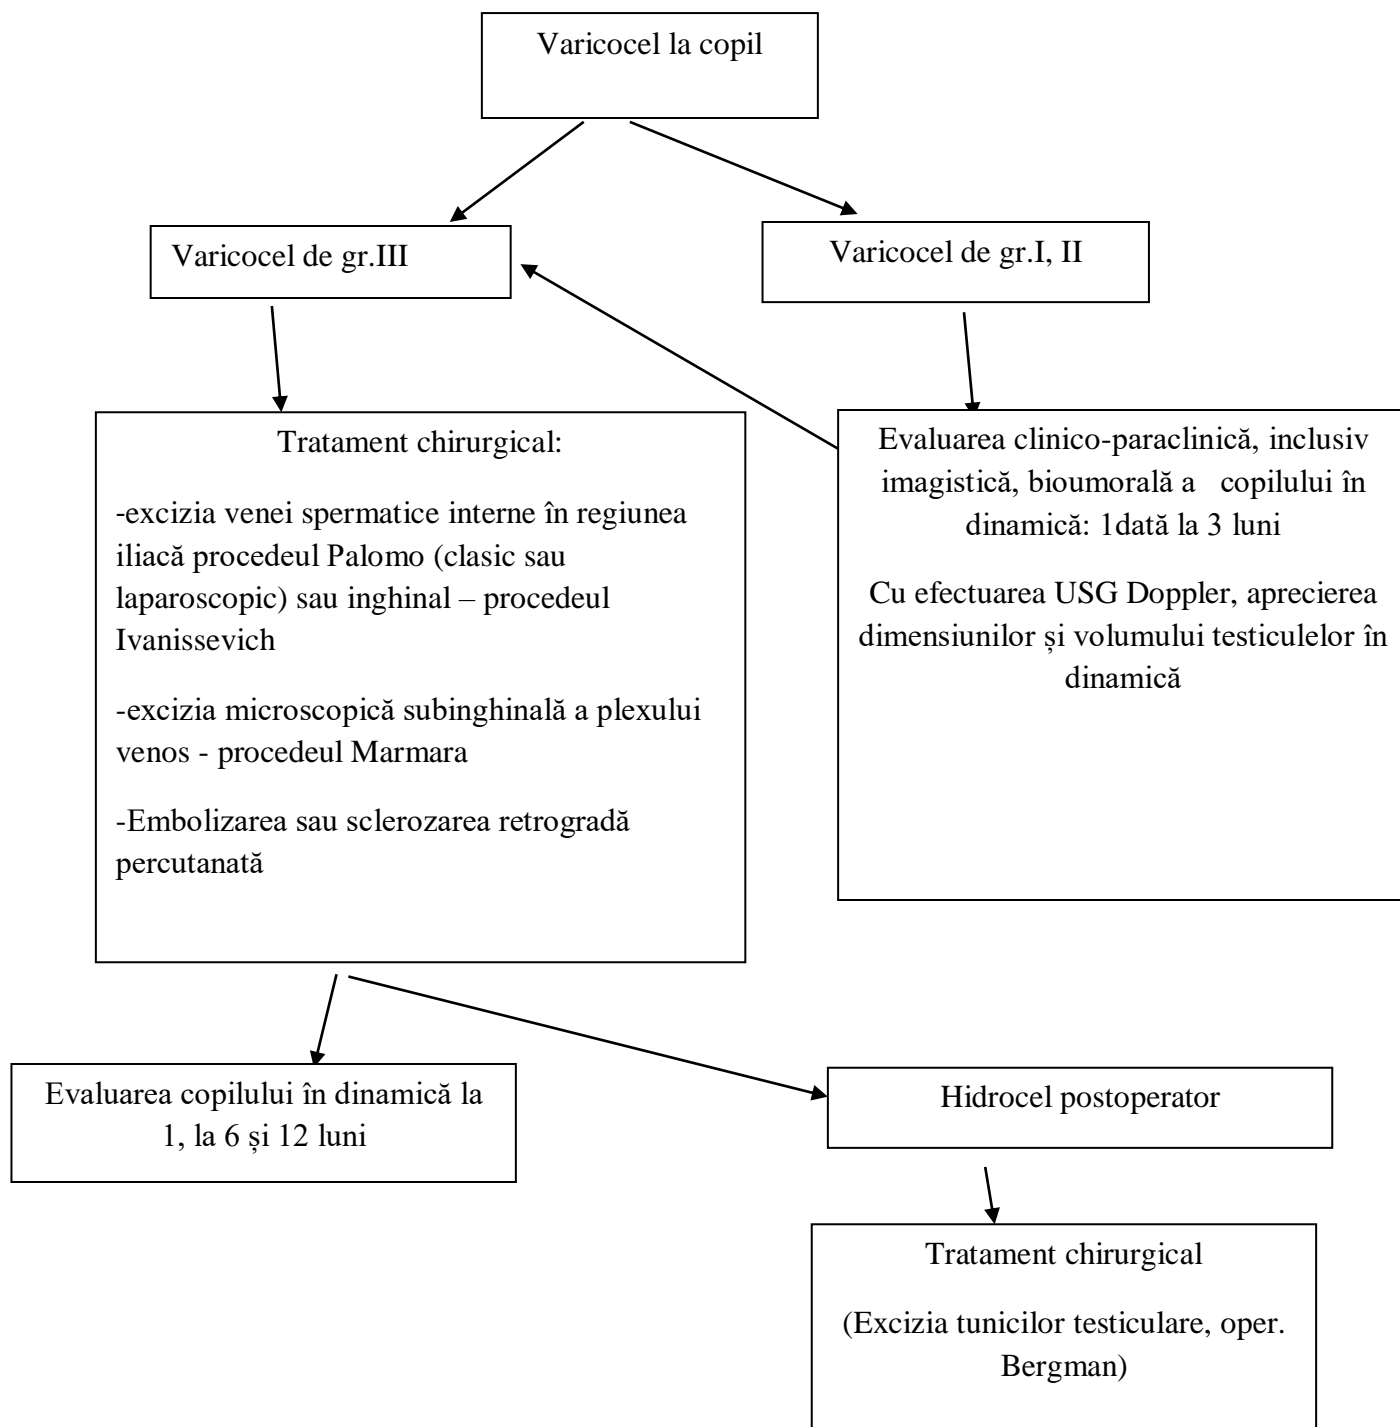 Varicocel la copil
Varicocel de gr.III
Varicocel de gr.I, II
Tratament chirurgical:
-excizia venei spermatice interne în regiunea
iliacă procedeul Palomo (clasic sau
laparoscopic) sau inghinal – procedeul
Ivanissevich
-excizia microscopică subinghinală a plexului
venos - procedeul Marmara
-Embolizarea sau sclerozarea retrogradă
percutanată
Evaluarea clinico-paraclinică, inclusiv
imagistică, bioumorală a copilului în
dinamică: 1dată la 3 luni
Cu efectuarea USG Doppler, aprecierea
dimensiunilor și volumului testiculelor în
dinamică
Evaluarea copilului în dinamică la
1, la 6 și 12 luni
Hidrocel postoperator
Tratament chirurgical
(Excizia tunicilor testiculare, oper.
Bergman)